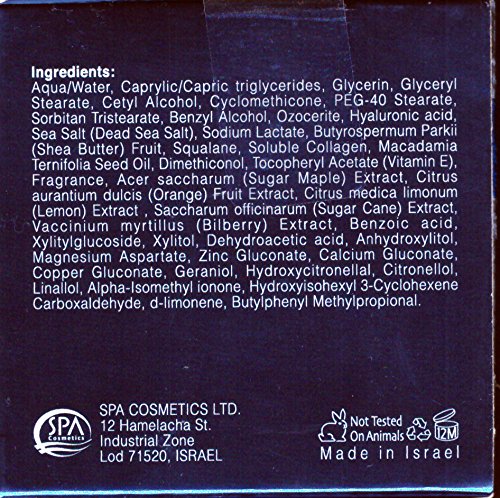 Ingredients:
Aqua/Water, Caprylic/Capric triglycerides, Glycerin, Glyceryl
Stearate, Cetyl Alcohol, Cyclomethicone, PEG-40 Stearate,
Sorbitan Tristearate, Benzyl Alcohol, Ozocerite, Hyaluronic acid,
Sea Salt (Dead Sea Salt), Sodium Lactate, Butyrospermum Parkii
(Shea Butter) Fruit, Squalane, Soluble Collagen, Macadamia
Ternifolia Seed Oil, Dimethiconol, Tocopheryl Acetate (Vitamin E),
Fragrance, Acer saccharum (Sugar Maple) Extract, Citrus
aurantium dulcis (Orange) Fruit Extract, Citrus medica limonum
(Lemon) Extract , Saccharum officinarum (Sugar Cane) Extract,
Vaccinium myrtillus (Bilberry) Extract, Benzoic acid,
Xylitylglucoside, Xylitol, Dehydroacetic acid, Anhydroxylitol,
Magnesium Aspartate, Zinc Gluconate, Calcium Gluconate,
Copper Gluconate, Geraniol, Hydroxycitronellal, Citronellol,
Linallol, Alpha-Isomethyl ionone, Hydroxyisohexyl 3-Cyclohexene
Carboxaldehyde, d-limonene, Butylphenyl Methylpropional.
SPA
Cosmetics
SPA COSMETICS LTD.
12 Hamelacha St.
Industrial Zone
Lod 71520, ISRAEL
Not Tested
On Animals
12M
Made in Israel